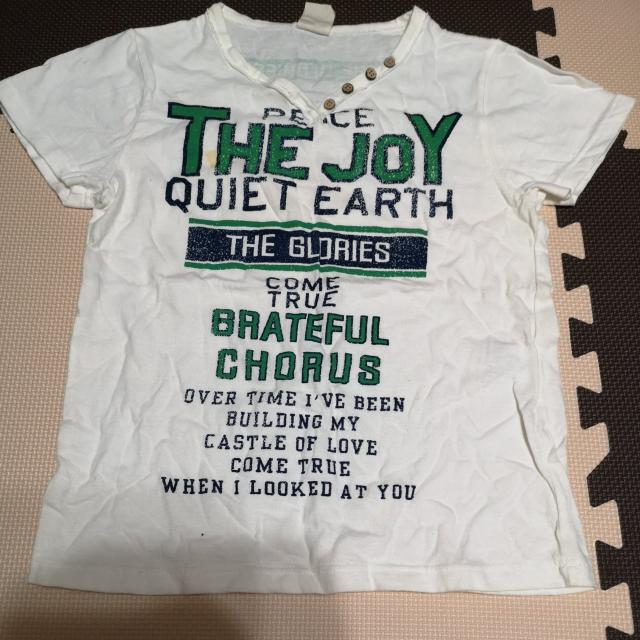 PEACE
THE JOY
QUIET EARTH
THE GLORIES
COME
TRUE
GRATEFUL
CHORUS
OVER TIME I'VE BEEN
BUILDING MY
CASTLE OF LOVE
COME TRUE
WHEN I LOOKED AT YOU